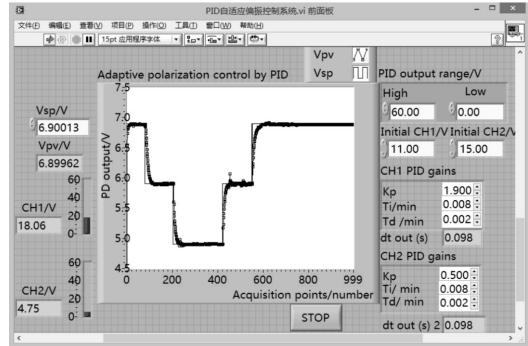 PID自适应偏振控制系统.vi 前面板
文件(F) 编辑(E) 查看(V) 项目(P) 操作(O) 工具(T) 窗口(W) 帮助(H)
15pt 应用程序字体
Vpv
Vsp
Adaptive polarization control by PID
PID output range/V
High Low
60.00 0.00
Initial CH1/V Initial CH2/V
11.00 15.00
CH1 PID gains
Kp 1.900
Ti/min 0.008
Td /min 0.002
dt out (s) 0.098
CH2 PID gains
Kp 0.500
Ti/ min 0.008
Td/ min 0.002
dt out (s) 2 0.098
Vsp/V
6.90013
Vpv/V
6.89962
60
40
CH1/V
20
18.06
0
60
40
CH2/V
20
4.75
0
PD output/V
7.5
7.0
6.5
6.0
5.5
5.0
4.5
0 200 400 600 800 999
Acquisition points/number
STOP